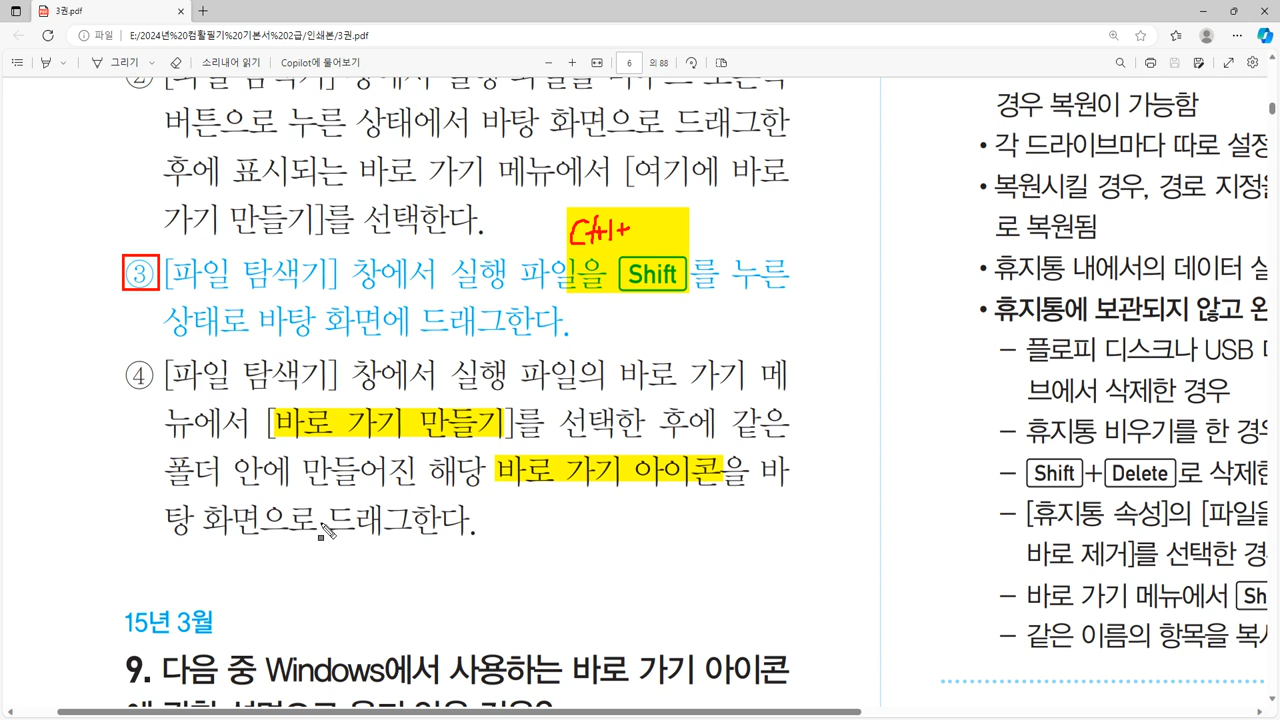 3권.pdf
파일
E:/2024년%20컴활필기%20기본서%202급/인쇄본/3권.pdf
그리기
소리내어 읽기
Copilot에 물어보기
6
의 88
버튼으로 누른 상태에서 바탕 화면으로 드래그한
후에 표시되는 바로 가기 메뉴에서 [여기에 바로
가기 만들기]를 선택한다.
Ctrl+
③ [파일 탐색기] 창에서 실행 파일을 Shift 를 누른
상태로 바탕 화면에 드래그한다.
④ [파일 탐색기] 창에서 실행 파일의 바로 가기 메
뉴에서 [바로 가기 만들기]를 선택한 후에 같은
폴더 안에 만들어진 해당 바로 가기 아이콘을 바
탕 화면으로 드래그한다.
15년 3월
9. 다음 중 Windows에서 사용하는 바로 가기 아이콘
경우 복원이 가능함
• 각 드라이브마다 따로 설정
• 복원시킬 경우, 경로 지정을
로 복원됨
• 휴지통 내에서의 데이터 실
• 휴지통에 보관되지 않고 완
– 플로피 디스크나 USB
브에서 삭제한 경우
– 휴지통 비우기를 한 경우
– Shift+Delete로 삭제한
– [휴지통 속성]의 [파일을
바로 제거]를 선택한 경
– 바로 가기 메뉴에서 Sh
– 같은 이름의 항목을 복사